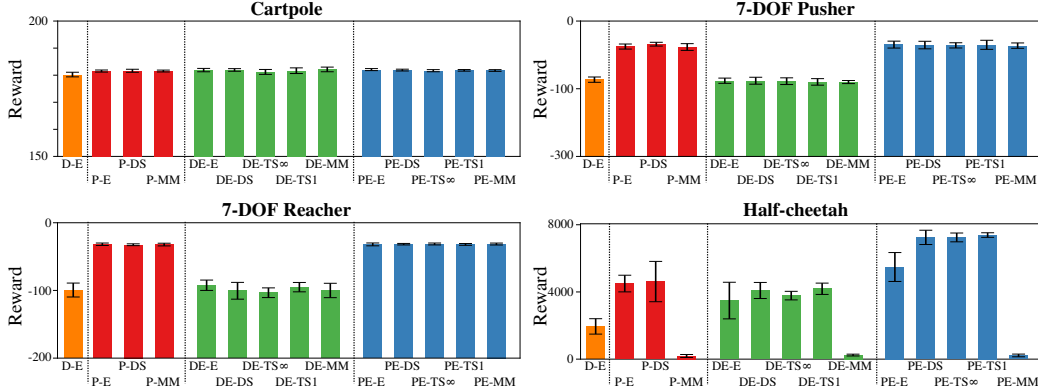 Cartpole
200
150
Reward
D-E P-DS DE-E DE-TS∞ DE-MM PE-DS PE-TS1
P-E P-MM DE-DS DE-TS1 PE-E PE-TS∞ PE-MM
7-DOF Pusher
-0
-100
-300
Reward
D-E P-DS DE-E DE-TS∞ DE-MM PE-DS PE-TS1
P-E P-MM DE-DS DE-TS1 PE-E PE-TS∞ PE-MM
7-DOF Reacher
-0
-100
-200
Reward
D-E P-DS DE-E DE-TS∞ DE-MM PE-DS PE-TS1
P-E P-MM DE-DS DE-TS1 PE-E PE-TS∞ PE-MM
Half-cheetah
8000
4000
0
Reward
D-E P-DS DE-E DE-TS∞ DE-MM PE-DS PE-TS1
P-E P-MM DE-DS DE-TS1 PE-E PE-TS∞ PE-MM